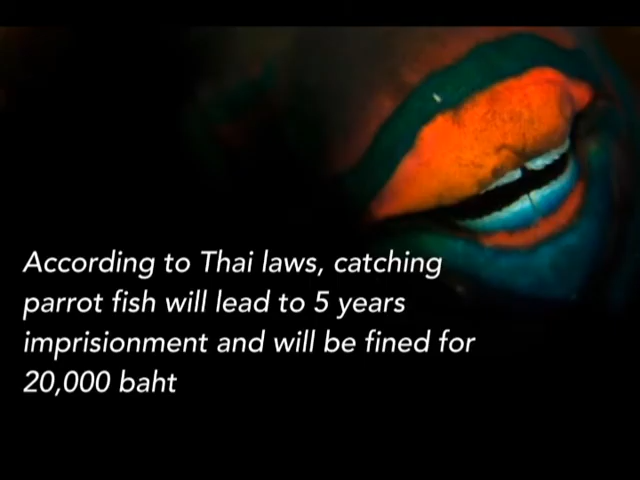 According to Thai laws, catching
parrot fish will lead to 5 years
imprisionment and will be fined for
20,000 baht